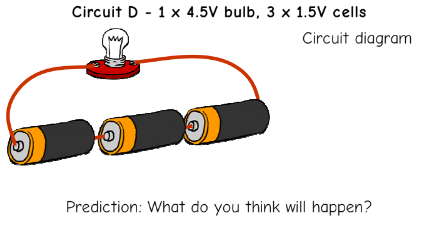 Circuit D - 1 x 4.5V bulb, 3 x 1.5V cells
Circuit diagram
Prediction: What do you think will happen?